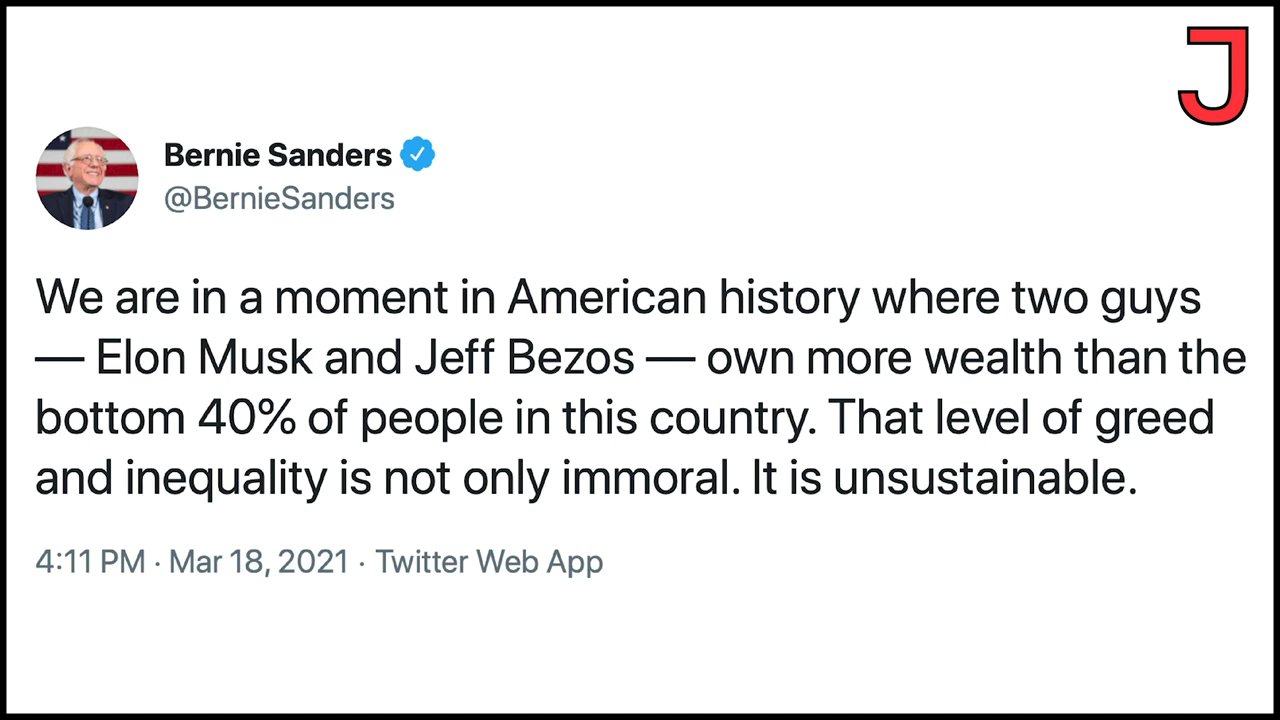 J
Bernie Sanders
@BernieSanders
We are in a moment in American history where two guys
— Elon Musk and Jeff Bezos — own more wealth than the
bottom 40% of people in this country. That level of greed
and inequality is not only immoral. It is unsustainable.
4:11 PM · Mar 18, 2021 · Twitter Web App